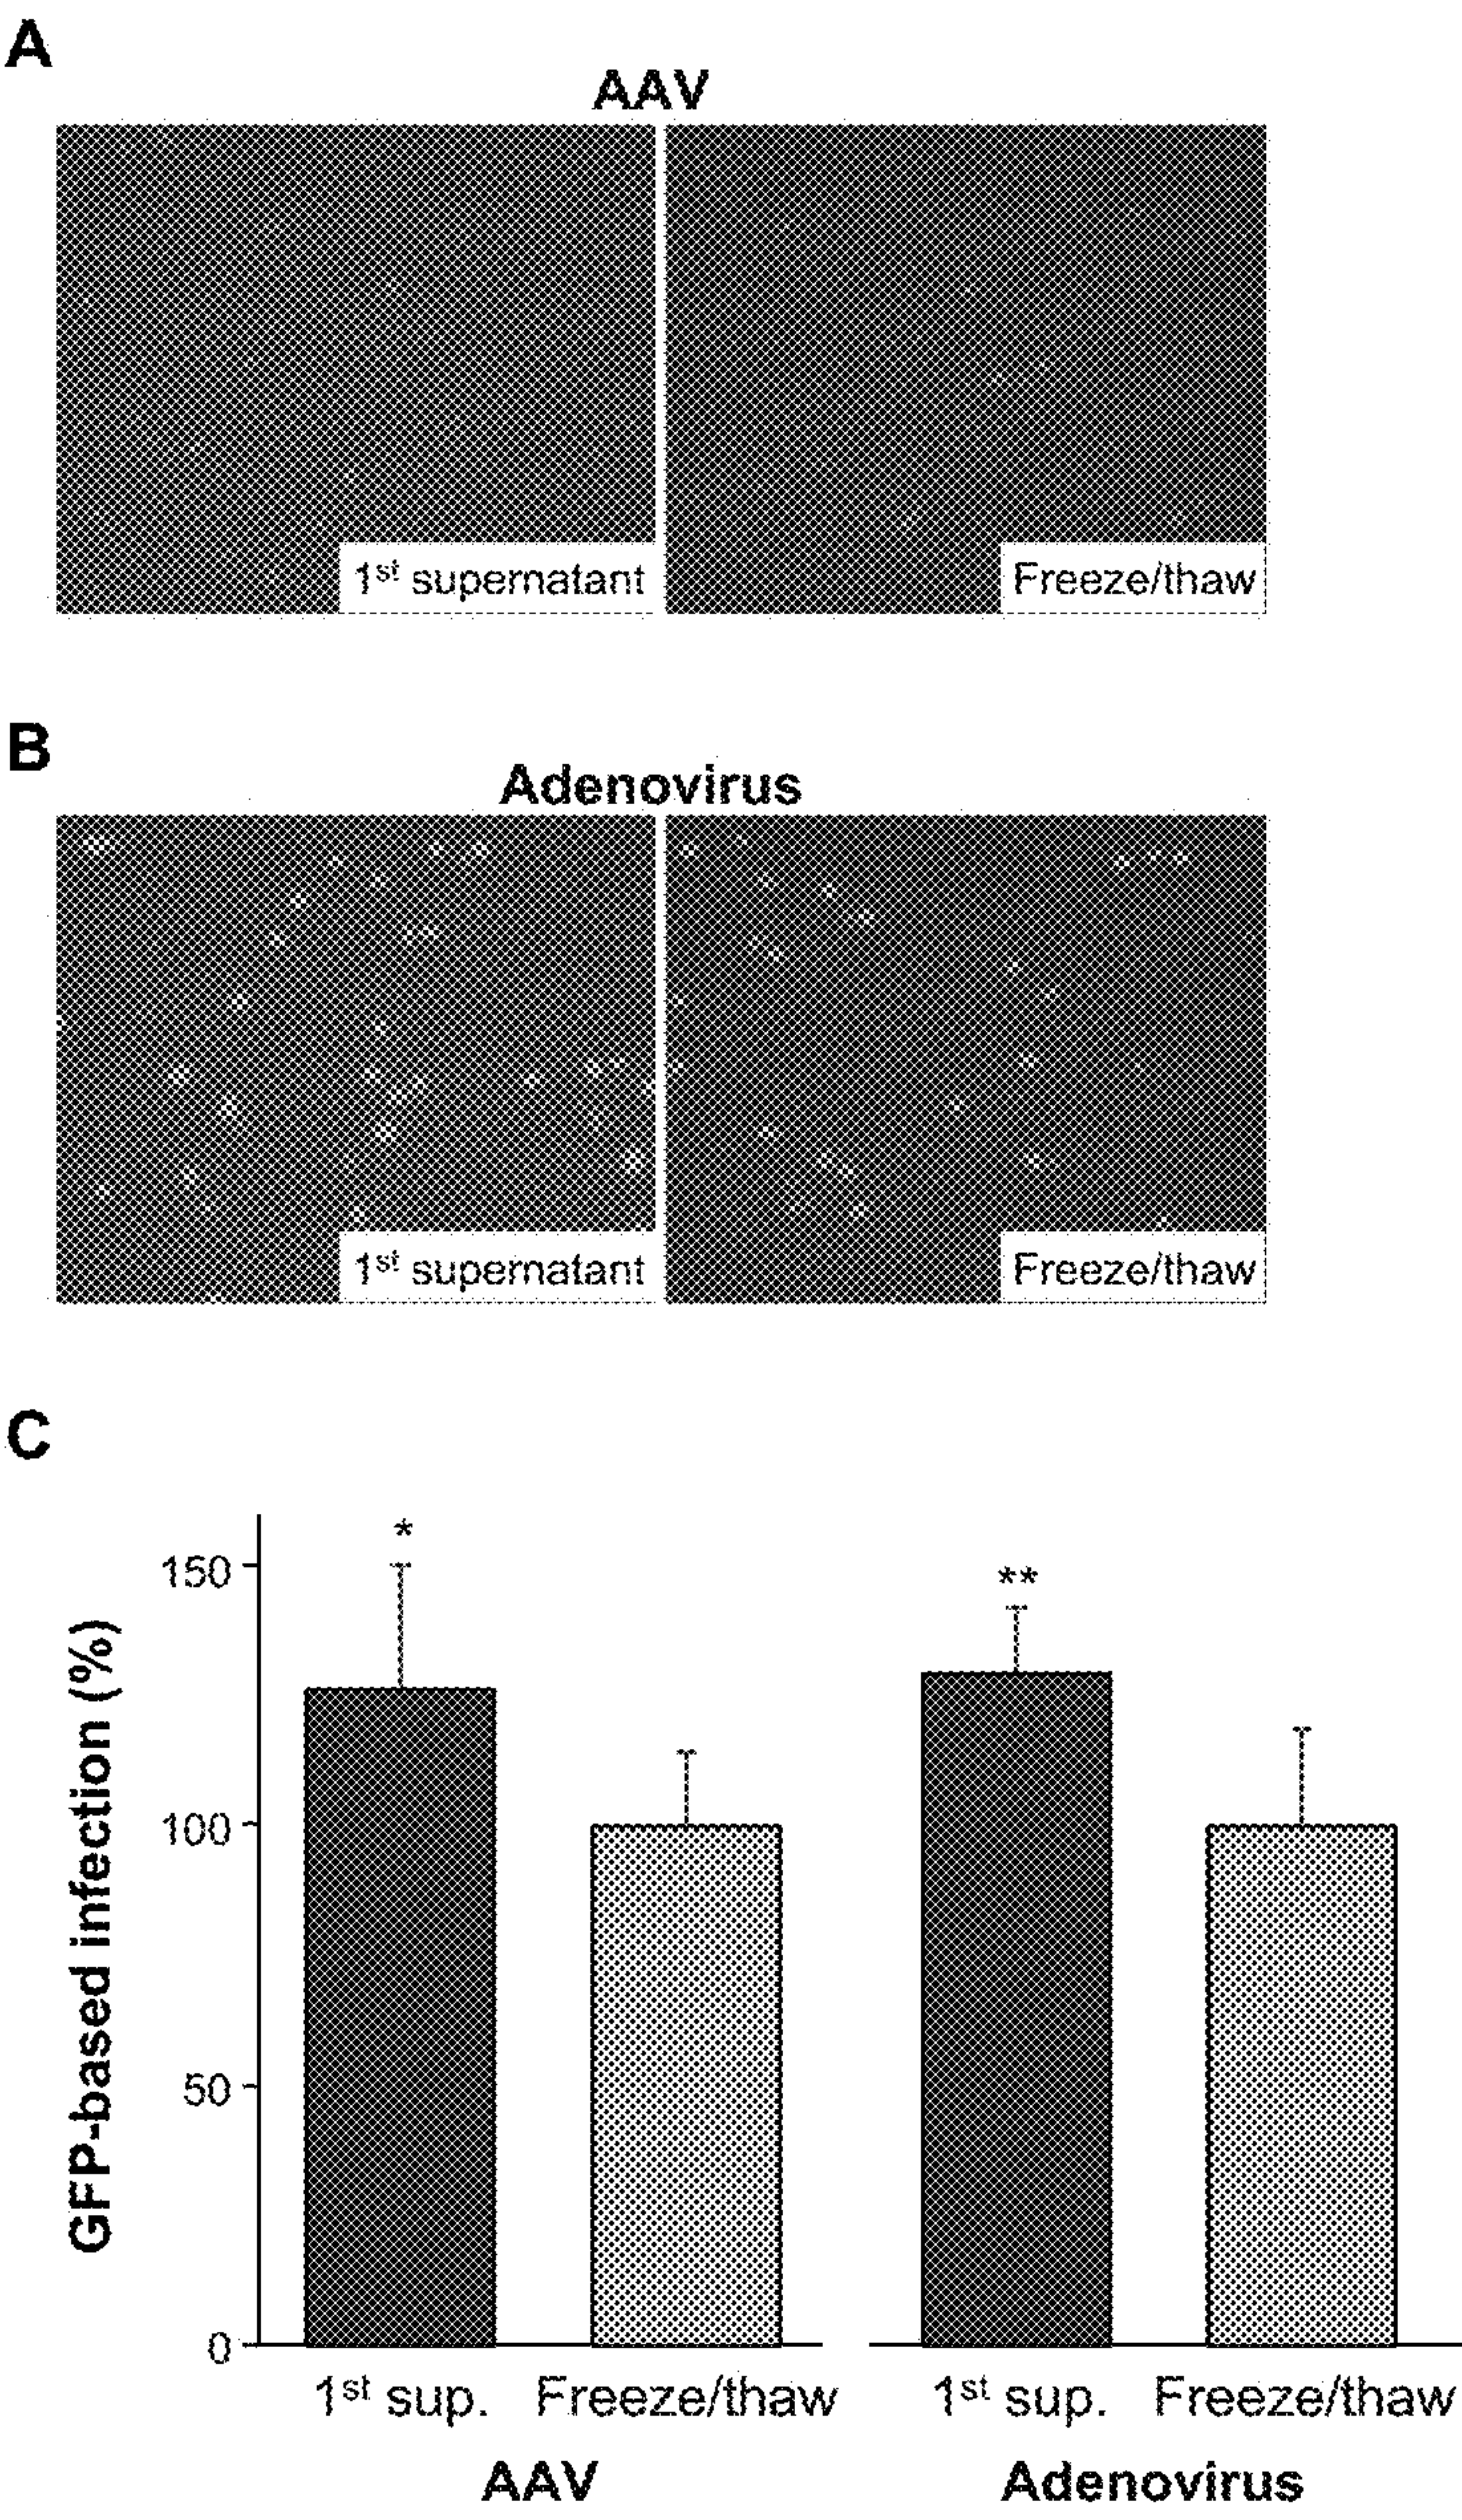 A
AAV
1st supernatant
Freeze/thaw
B
Adenovirus
1st supernatant
Freeze/thaw
C
GFP-based infection (%)
150
100
50
0
*
**
1st sup.
Freeze/thaw
1st sup.
Freeze/thaw
AAV
Adenovirus